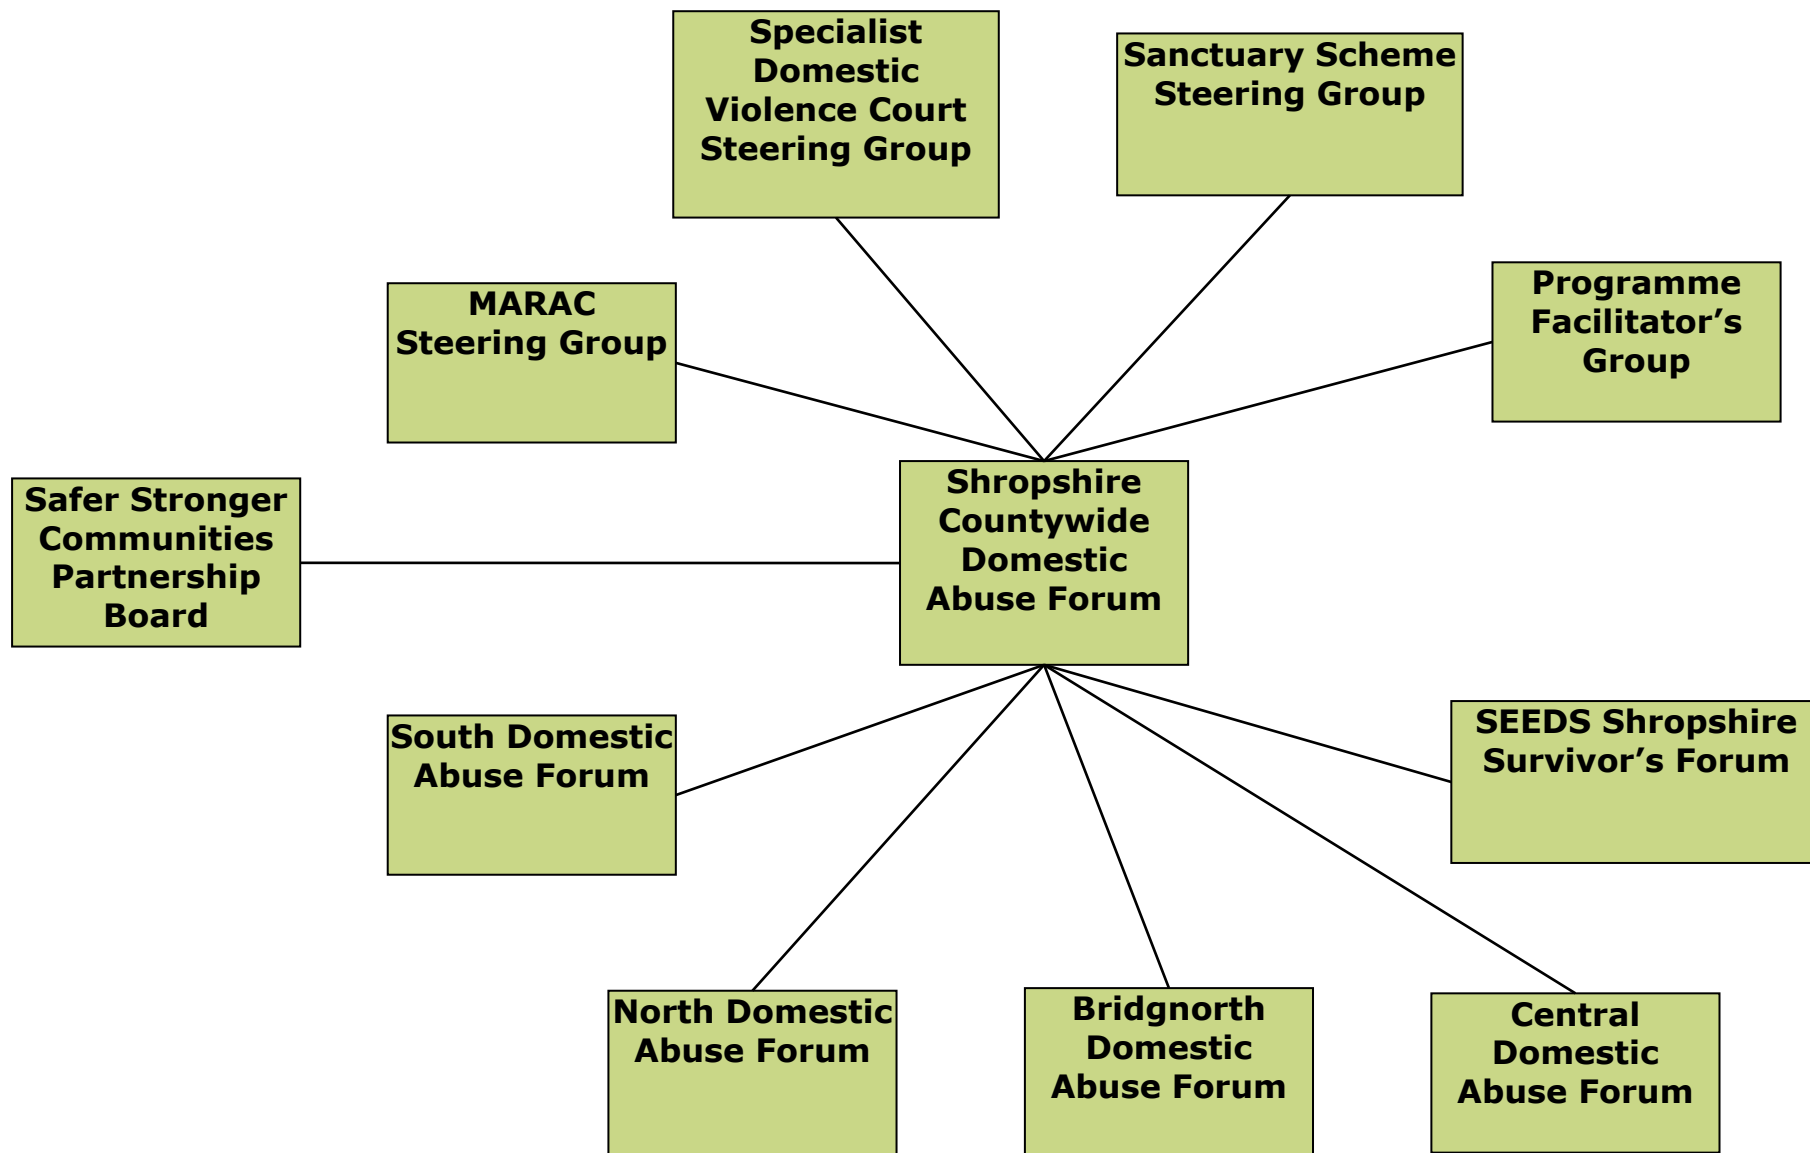 Specialist
Domestic
Violence Court
Steering Group
Sanctuary Scheme
Steering Group
MARAC
Steering Group
Programme
Facilitator’s
Group
Safer Stronger
Communities
Partnership
Board
Shropshire
Countywide
Domestic
Abuse Forum
South Domestic
Abuse Forum
SEEDS Shropshire
Survivor’s Forum
North Domestic
Abuse Forum
Bridgnorth
Domestic
Abuse Forum
Central
Domestic
Abuse Forum